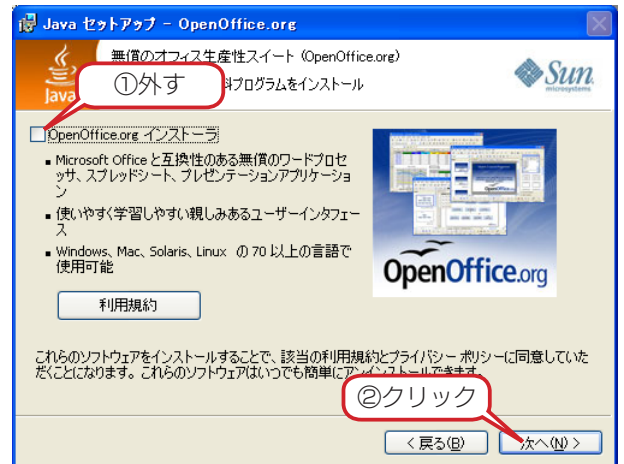 Java セットアップ - OpenOffice.org
無償のオフィス生産性スイート (OpenOffice.org)
料プログラムをインストール
①外す
Java
Sun
microsystems
OpenOffice.org インストーラ
▪ Microsoft Office と互換性のある無償のワードプロセ
ッサ、スプレッドシート、プレゼンテーションアプリケーショ
ン
▪ 使いやすく学習しやすい親しみあるユーザーインタフェー
ス
▪ Windows、Mac、Solaris、Linux の 70 以上の言語で
使用可能
OpenOffice.org
利用規約
これらのソフトウェアをインストールすることで、該当の利用規約とプライバシー ポリシーに同意していた
だくことになります。これらのソフトウェアはいつでも簡単にアンインストールできます。
②クリック
< 戻る(B)
次へ(N) >